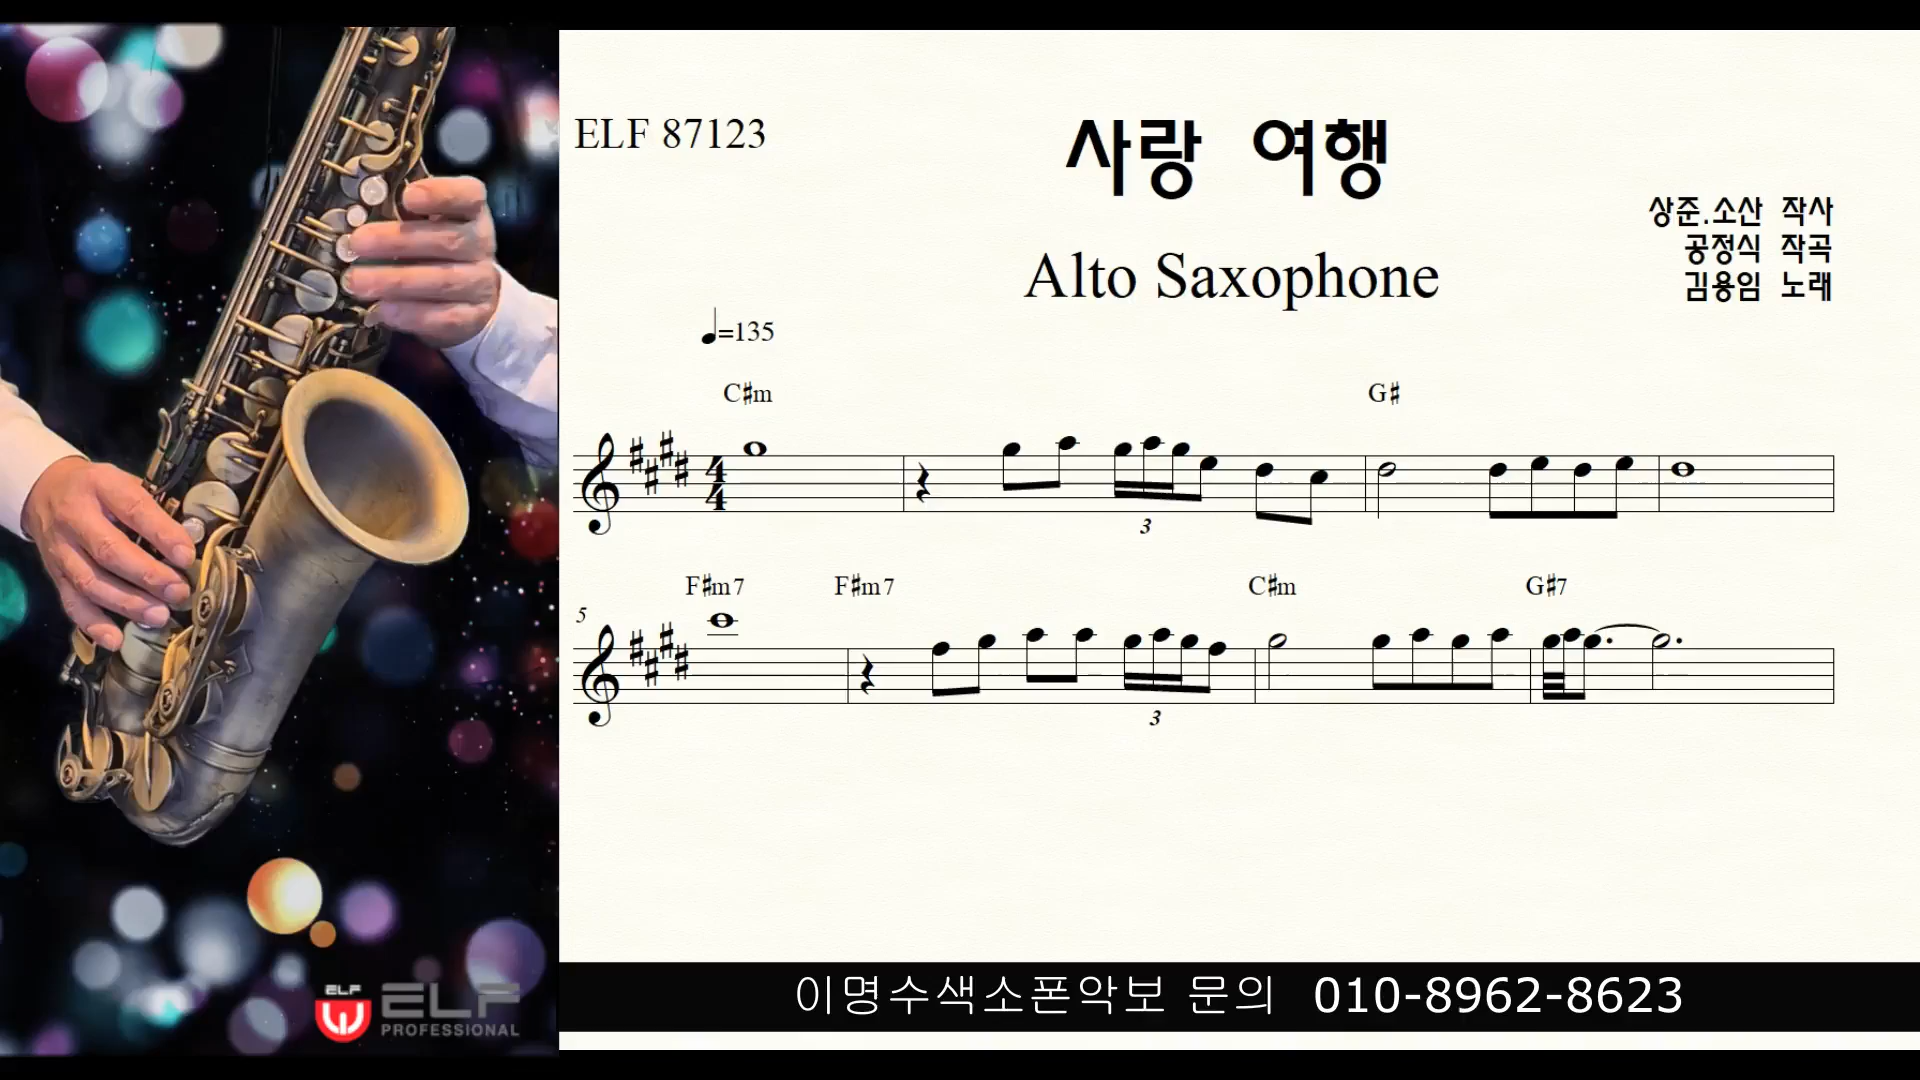 ELF 87123
사랑 여행
상준.소산 작사
공정식 작곡
김용임 노래
Alto Saxophone
♩=135
C♯m G♯
4
4
3
F♯m7 F♯m7 C♯m G♯7
5
3
ELF
ELF
PROFESSIONAL
이명수색소폰악보 문의 010-8962-8623